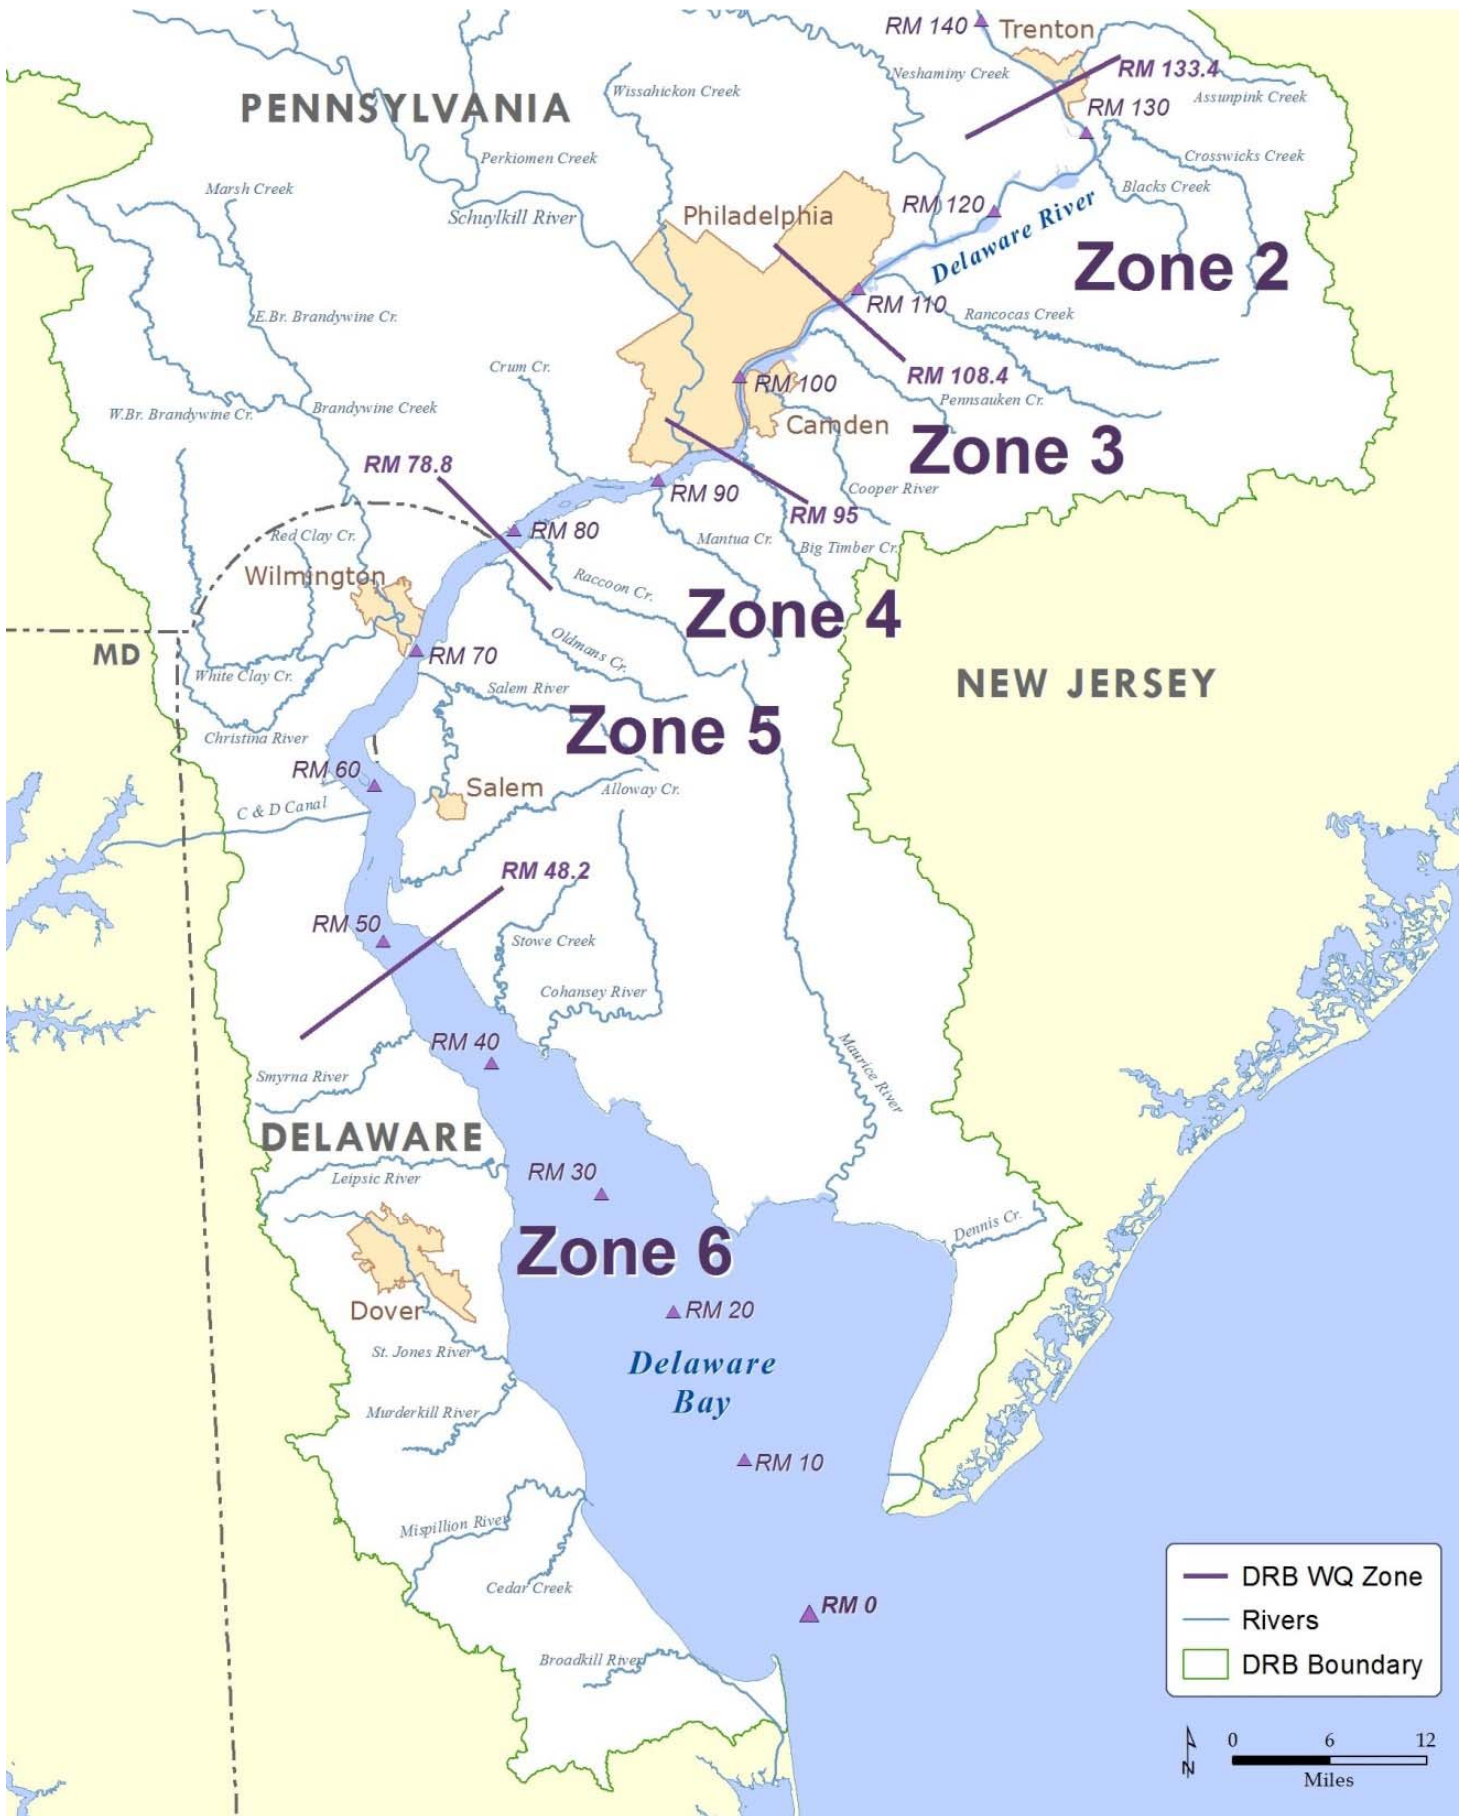 RM 140
Trenton
Neshaminy Creek
RM 133.4
Assunpink Creek
PENNSYLVANIA
Wissahickon Creek
RM 130
Perkiomen Creek
Crosswicks Creek
Marsh Creek
Blacks Creek
Schuylkill River
Philadelphia
RM 120
Delaware River
Zone 2
RM 110
Rancocas Creek
E.Br. Brandywine Cr.
Crum Cr.
RM 108.4
RM 100
Pennsauken Cr.
W.Br. Brandywine Cr.
Brandywine Creek
Camden
Zone 3
RM 78.8
RM 90
Cooper River
RM 95
Red Clay Cr.
RM 80
Mantua Cr.
Big Timber Cr.
Wilmington
Raccoon Cr.
Zone 4
MD
Oldmans Cr.
RM 70
White Clay Cr.
Salem River
NEW JERSEY
Zone 5
Christina River
RM 60
Salem
Alloway Cr.
C & D Canal
RM 48.2
RM 50
Stowe Creek
Cohansey River
RM 40
Maurice River
Smyrna River
DELAWARE
Leipsic River
RM 30
Dennis Cr.
Zone 6
Dover
RM 20
St. Jones River
Delaware
Bay
Murderkill River
RM 10
Mispillion River
Cedar Creek
RM 0
Broadkill River
DRB WQ Zone
Rivers
DRB Boundary
N
0 6 12
Miles